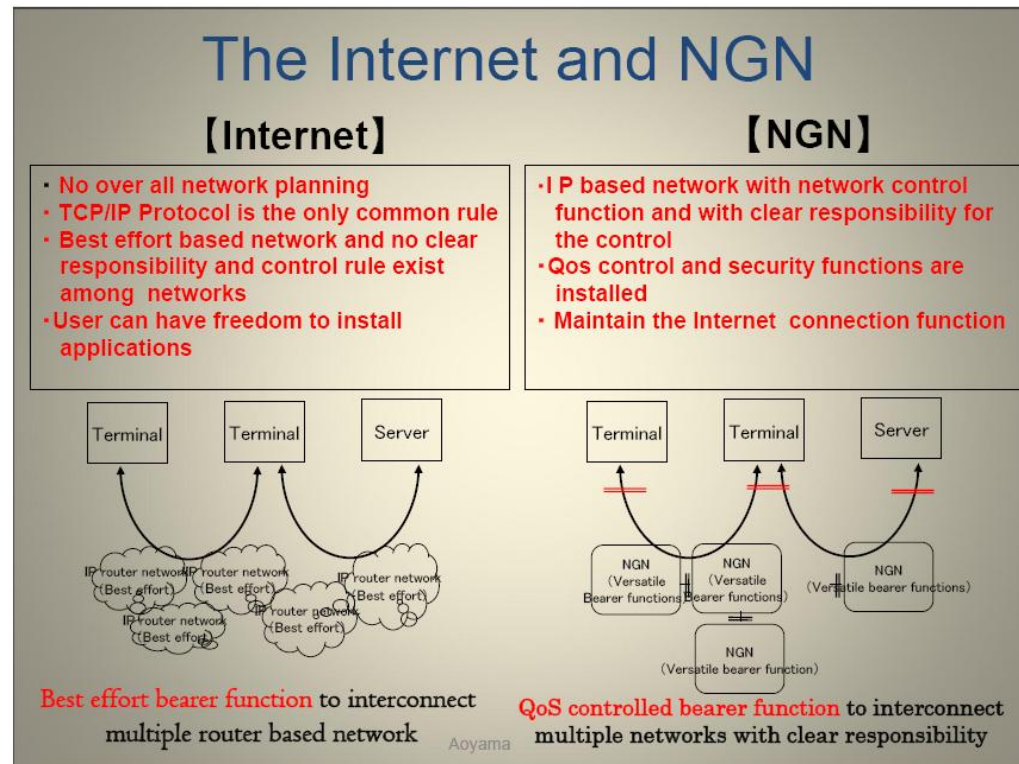 The Internet and NGN
【Internet】
・ No over all network planning
・ TCP/IP Protocol is the only common rule
・ Best effort based network and no clear
responsibility and control rule exist
among networks
・User can have freedom to install
applications
【NGN】
・I P based network with network control
function and with clear responsibility for
the control
・Qos control and security functions are
installed
・ Maintain the Internet connection function
Terminal
Terminal
Server
IP router network
(Best effort)
IP router network
(Best effort)
IP router network
(Best effort)
IP router network
(Best effort)
IP router network
(Best effort)
Best effort bearer function to interconnect
multiple router based network
Terminal
Terminal
Server
NGN
(Versatile
Bearer functions)
NGN
(Versatile
Bearer functions)
NGN
(Versatile bearer functions)
NGN
(Versatile bearer function)
QoS controlled bearer function to interconnect
multiple networks with clear responsibility
Aoyama